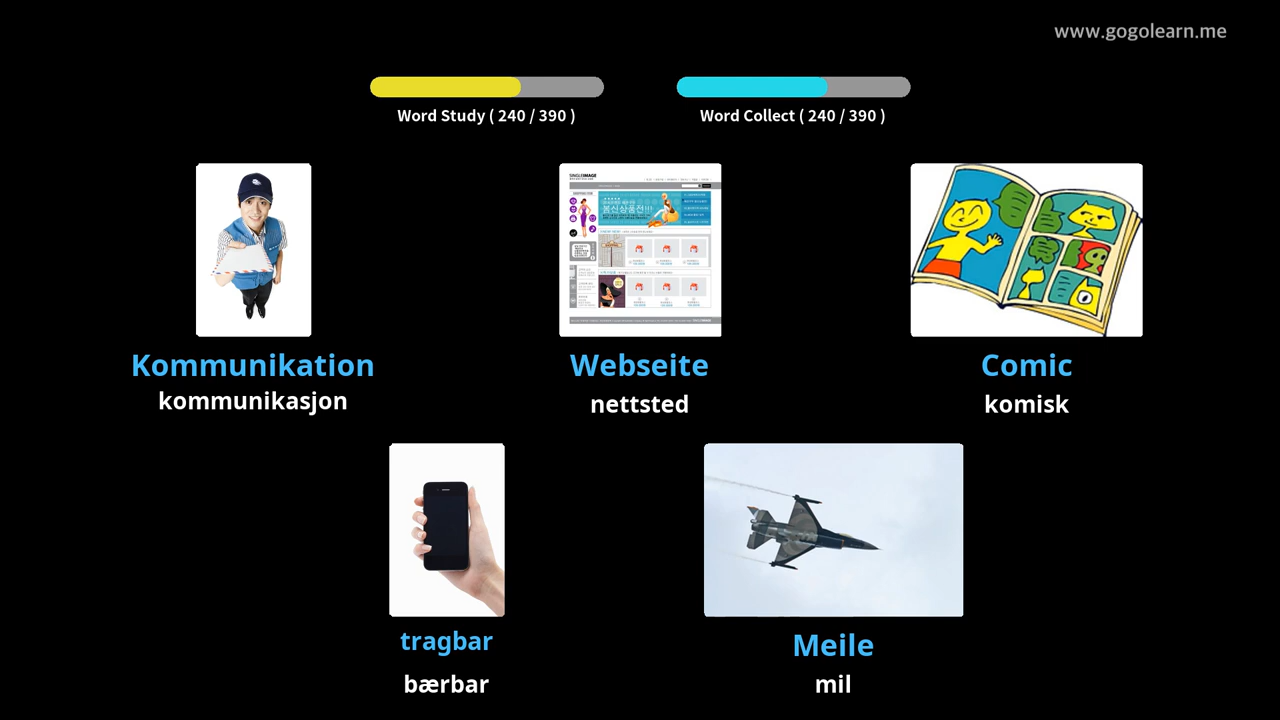 www.gogolearn.me
Word Study ( 240 / 390 )
Word Collect ( 240 / 390 )
Kommunikation
kommunikasjon
Webseite
nettsted
Comic
komisk
tragbar
bærbar
Meile
mil